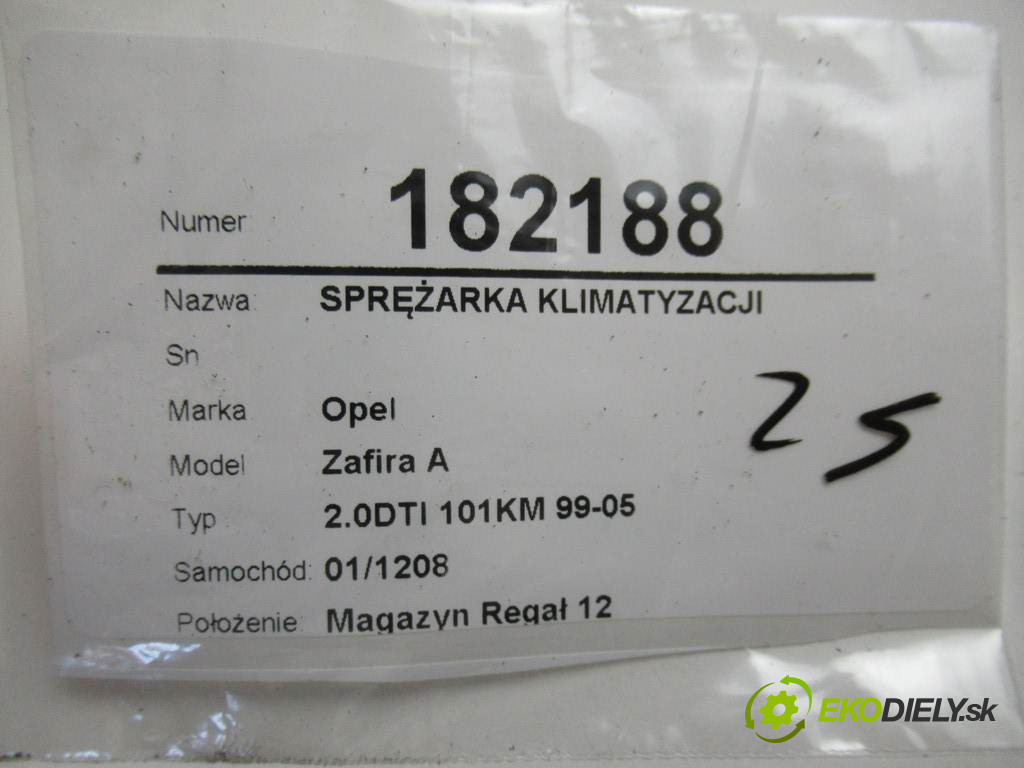 Numer 182188
Nazwa: SPRĘŻARKA KLIMATYZACJI
Sn
Marka Opel
25
Model Zafira A
Typ 2.0DTI 101KM 99-05
Samochód: 01/1208
Położenie: Magazyn Regał 12
EKODIELY.sk